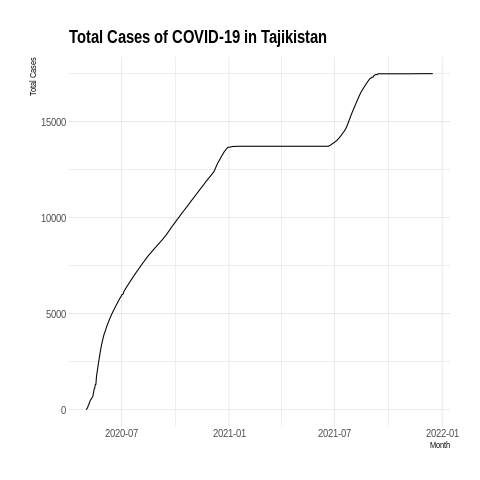 Total Cases of COVID-19 in Tajikistan
Total Cases
15000
10000
5000
0
2020-07
2021-01
2021-07
2022-01
Month